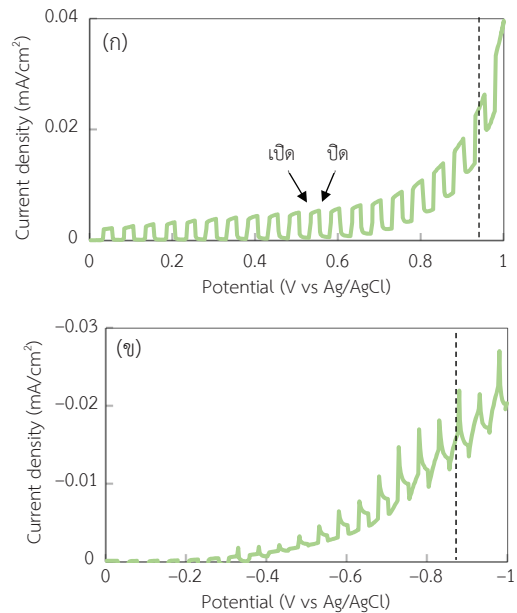 (ก)
0.04
0.02
0
Current density (mA/cm²)
เปิด ปิด
0 0.2 0.4 0.6 0.8 1
Potential (V vs Ag/AgCl)
(ข)
−0.03
−0.02
−0.01
0
Current density (mA/cm²)
0 −0.2 −0.4 −0.6 −0.8 −1
Potential (V vs Ag/AgCl)